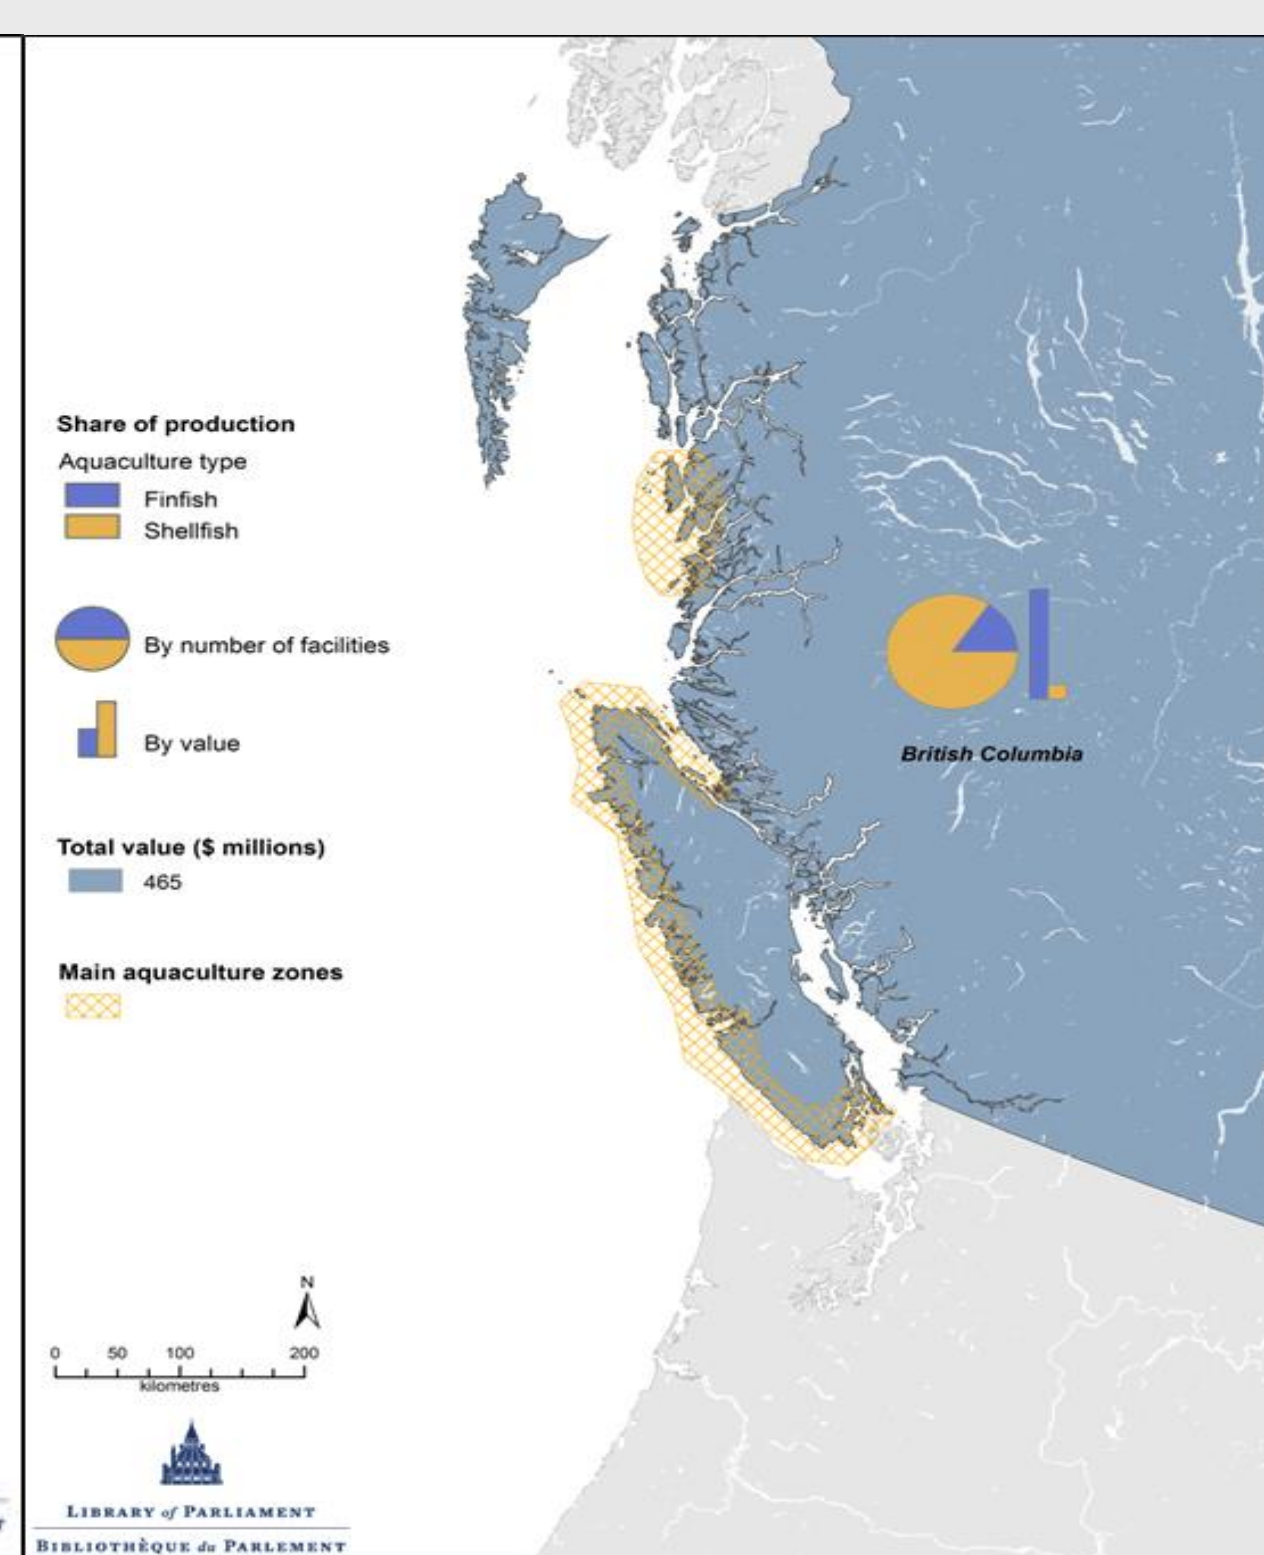 Share of production
Aquaculture type
Finfish
Shellfish
By number of facilities
By value
British Columbia
Total value ($ millions)
465
Main aquaculture zones
N
0 50 100 200
kilometres
LIBRARY of PARLIAMENT
BIBLIOTHÈQUE du PARLEMENT